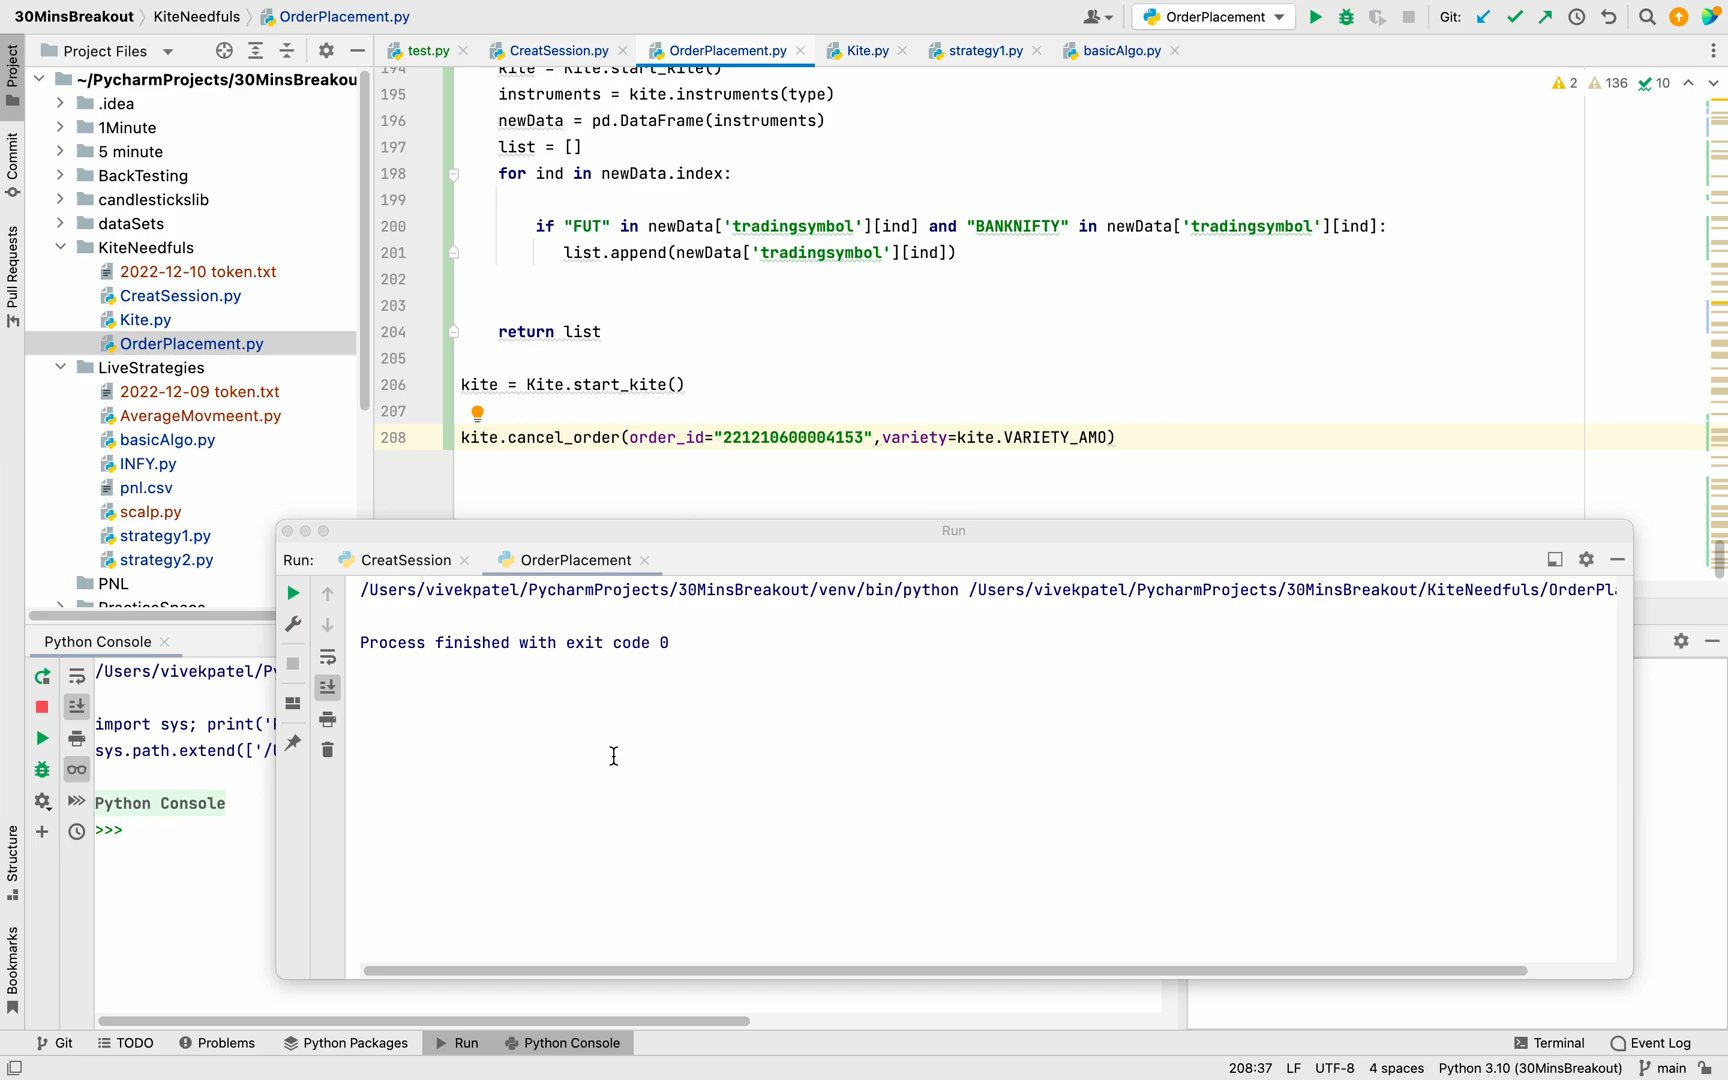 30MinsBreakout KiteNeedfuls OrderPlacement.py
OrderPlacement
Git:
Project
Commit
Pull Requests
Structure
Bookmarks
Project Files
test.py CreatSession.py OrderPlacement.py Kite.py strategy1.py basicAlgo.py
2 136 10
~/PycharmProjects/30MinsBreakou
.idea
1Minute
5 minute
BackTesting
candlestickslib
dataSets
KiteNeedfuls
2022-12-10 token.txt
CreatSession.py
Kite.py
OrderPlacement.py
LiveStrategies
2022-12-09 token.txt
AverageMovmeent.py
basicAlgo.py
INFY.py
pnl.csv
scalp.py
strategy1.py
strategy2.py
PNL
PracticeSpace
194 kite = Kite.start_kite()
195 instruments = kite.instruments(type)
196 newData = pd.DataFrame(instruments)
197 list = []
198 for ind in newData.index:
199
200 if "FUT" in newData['tradingsymbol'][ind] and "BANKNIFTY" in newData['tradingsymbol'][ind]:
201 list.append(newData['tradingsymbol'][ind])
202
203
204 return list
205
206 kite = Kite.start_kite()
207
208 kite.cancel_order(order_id="221210600004153",variety=kite.VARIETY_AMO)
Run
Run: CreatSession OrderPlacement
/Users/vivekpatel/PycharmProjects/30MinsBreakout/venv/bin/python /Users/vivekpatel/PycharmProjects/30MinsBreakout/KiteNeedfuls/OrderPl
Process finished with exit code 0
Python Console
/Users/vivekpatel/Py
import sys; print('
sys.path.extend(['/
Python Console
>>>
Git TODO Problems Python Packages Run Python Console Terminal Event Log
208:37 LF UTF-8 4 spaces Python 3.10 (30MinsBreakout) main